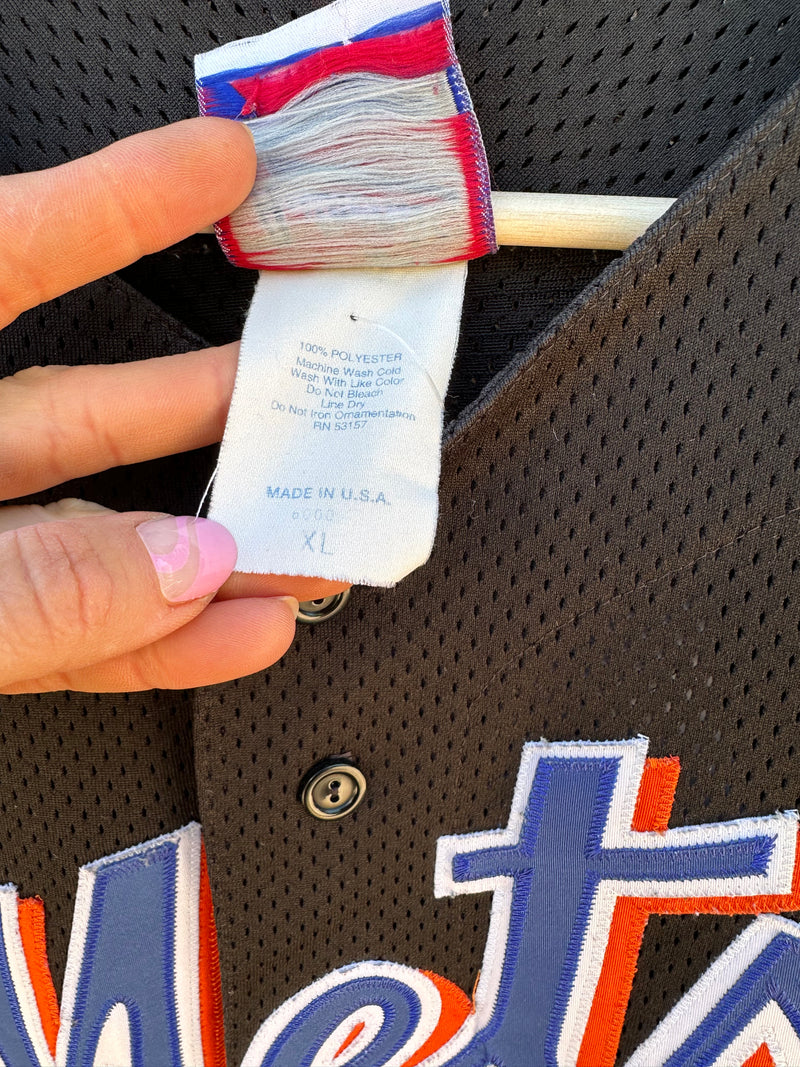 100% POLYESTER
Machine Wash Cold
Wash With Like Color
Do Not Bleach
Line Dry
Do Not Iron Ornamentation
RN 53157
MADE IN U.S.A.
6000
XL
Mets